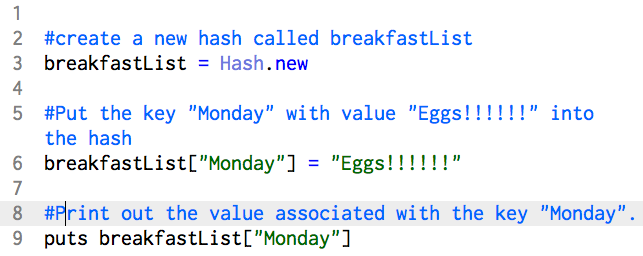 1
2 #create a new hash called breakfastList
3 breakfastList = Hash.new
4
5 #Put the key "Monday" with value "Eggs!!!!!!" into
the hash
6 breakfastList["Monday"] = "Eggs!!!!!!"
7
8 #Print out the value associated with the key "Monday".
9 puts breakfastList["Monday"]